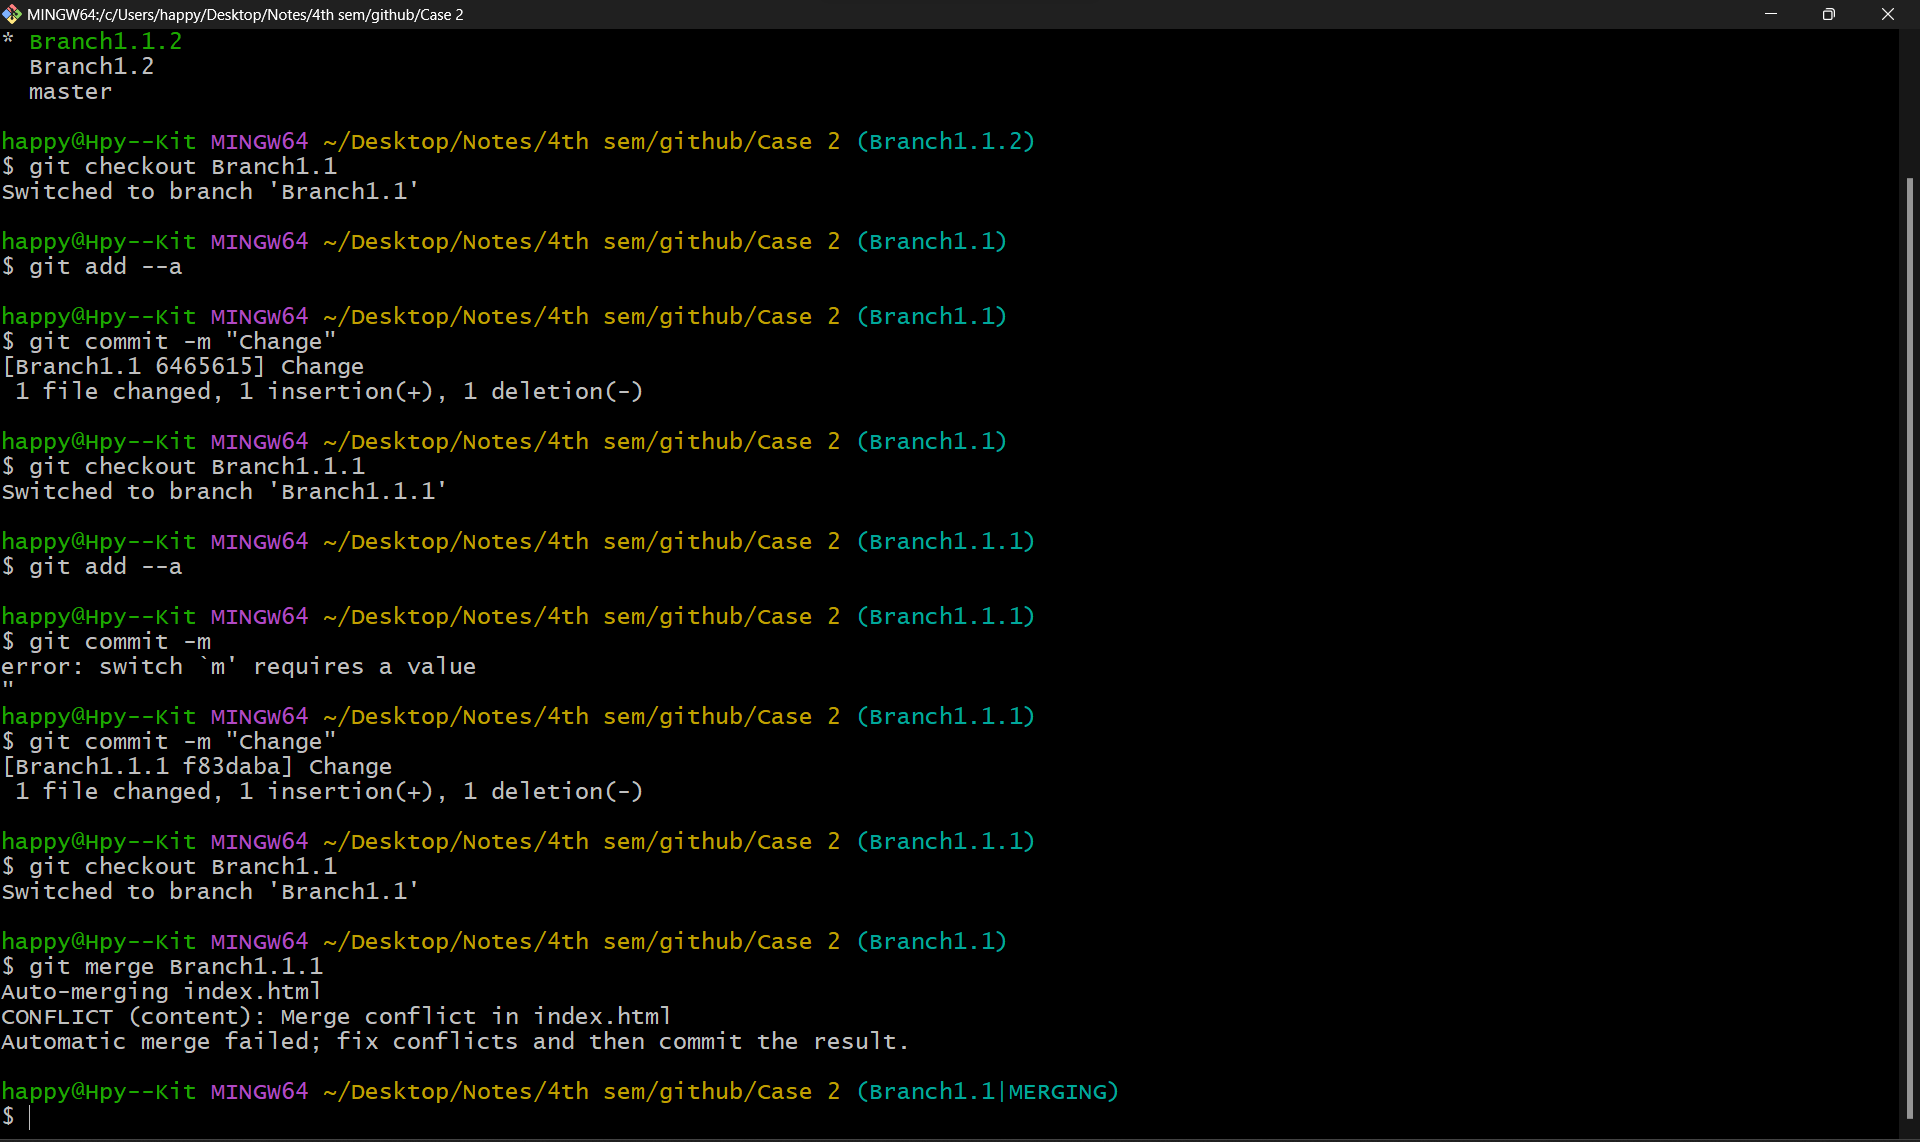 MINGW64:/c/Users/happy/Desktop/Notes/4th sem/github/Case 2
* Branch1.1.2
  Branch1.2
  master
happy@Hpy--Kit MINGW64 ~/Desktop/Notes/4th sem/github/Case 2 (Branch1.1.2)
$ git checkout Branch1.1
Switched to branch 'Branch1.1'
happy@Hpy--Kit MINGW64 ~/Desktop/Notes/4th sem/github/Case 2 (Branch1.1)
$ git add --a
happy@Hpy--Kit MINGW64 ~/Desktop/Notes/4th sem/github/Case 2 (Branch1.1)
$ git commit -m "Change"
[Branch1.1 6465615] Change
 1 file changed, 1 insertion(+), 1 deletion(-)
happy@Hpy--Kit MINGW64 ~/Desktop/Notes/4th sem/github/Case 2 (Branch1.1)
$ git checkout Branch1.1.1
Switched to branch 'Branch1.1.1'
happy@Hpy--Kit MINGW64 ~/Desktop/Notes/4th sem/github/Case 2 (Branch1.1.1)
$ git add --a
happy@Hpy--Kit MINGW64 ~/Desktop/Notes/4th sem/github/Case 2 (Branch1.1.1)
$ git commit -m
error: switch `m' requires a value
"
happy@Hpy--Kit MINGW64 ~/Desktop/Notes/4th sem/github/Case 2 (Branch1.1.1)
$ git commit -m "Change"
[Branch1.1.1 f83daba] Change
 1 file changed, 1 insertion(+), 1 deletion(-)
happy@Hpy--Kit MINGW64 ~/Desktop/Notes/4th sem/github/Case 2 (Branch1.1.1)
$ git checkout Branch1.1
Switched to branch 'Branch1.1'
happy@Hpy--Kit MINGW64 ~/Desktop/Notes/4th sem/github/Case 2 (Branch1.1)
$ git merge Branch1.1.1
Auto-merging index.html
CONFLICT (content): Merge conflict in index.html
Automatic merge failed; fix conflicts and then commit the result.
happy@Hpy--Kit MINGW64 ~/Desktop/Notes/4th sem/github/Case 2 (Branch1.1|MERGING)
$